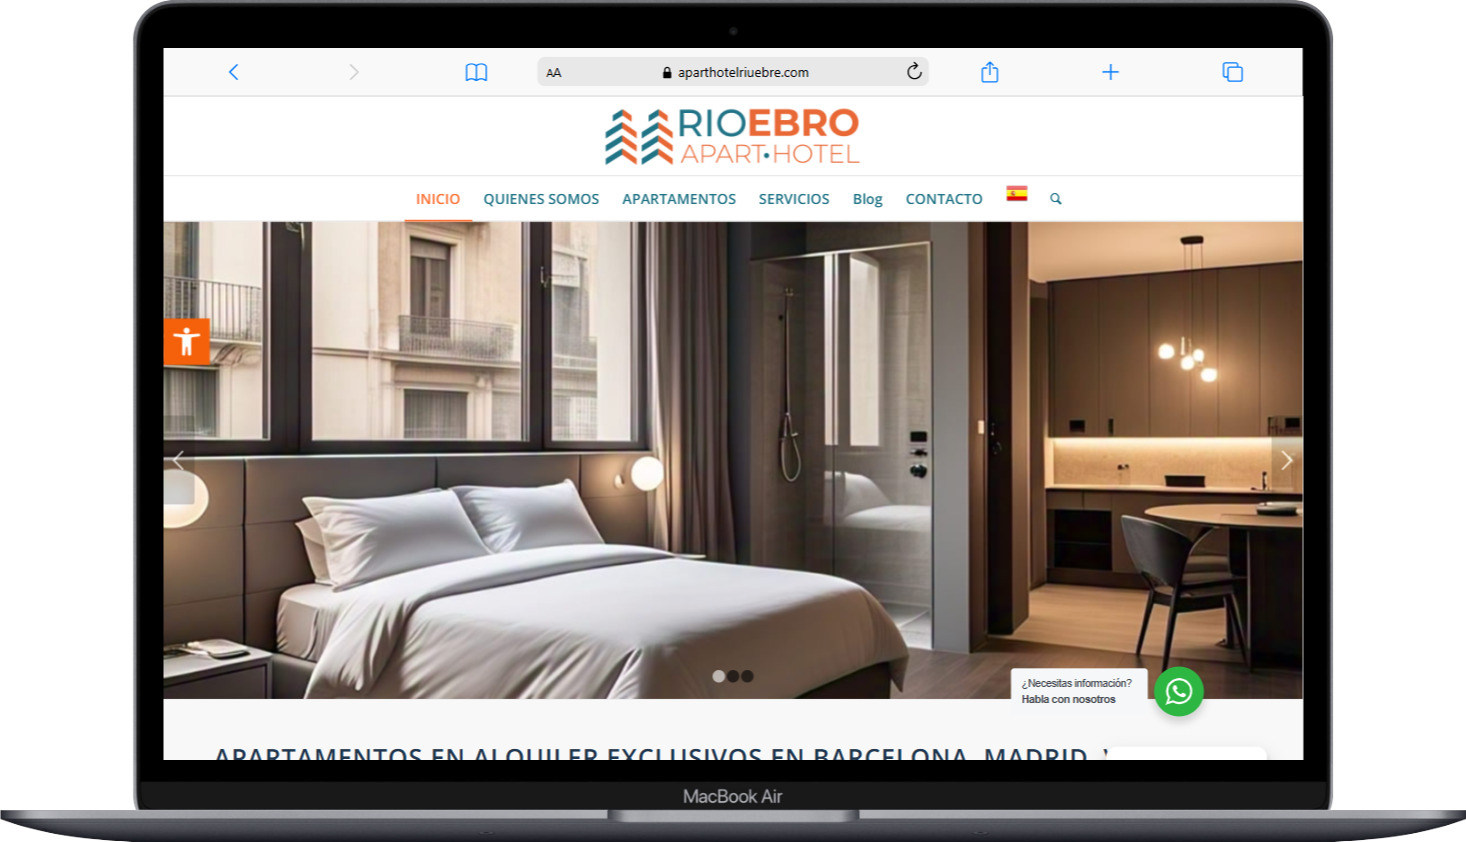 AA aparthotelriuebre.com
RIOEBRO
APART·HOTEL
INICIO QUIENES SOMOS APARTAMENTOS SERVICIOS Blog CONTACTO
¿Necesitas información?
Habla con nosotros
APARTAMENTOS EN ALQUILER EXCLUSIVOS EN BARCELONA, MADRID,
MacBook Air